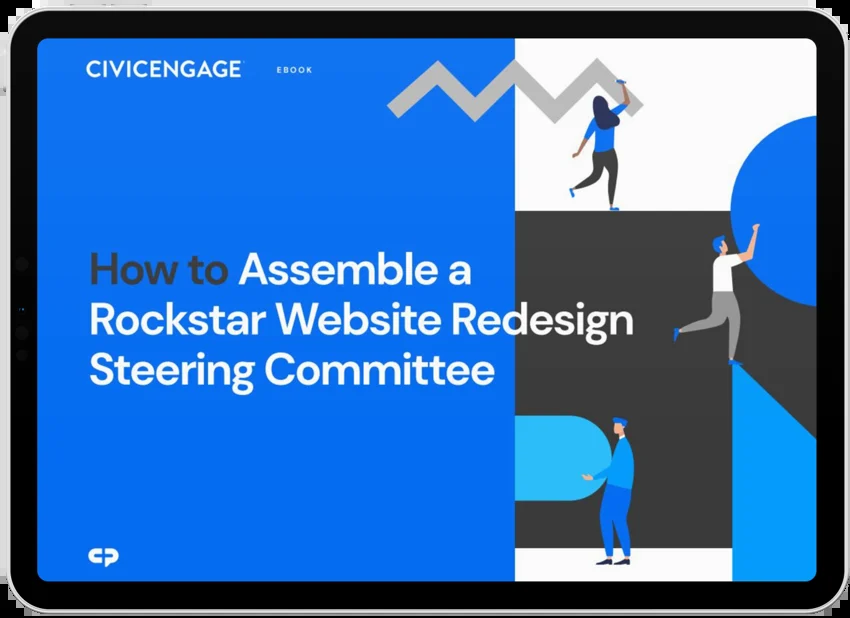 CIVICENGAGE
EBOOK
How to Assemble a
Rockstar Website Redesign
Steering Committee